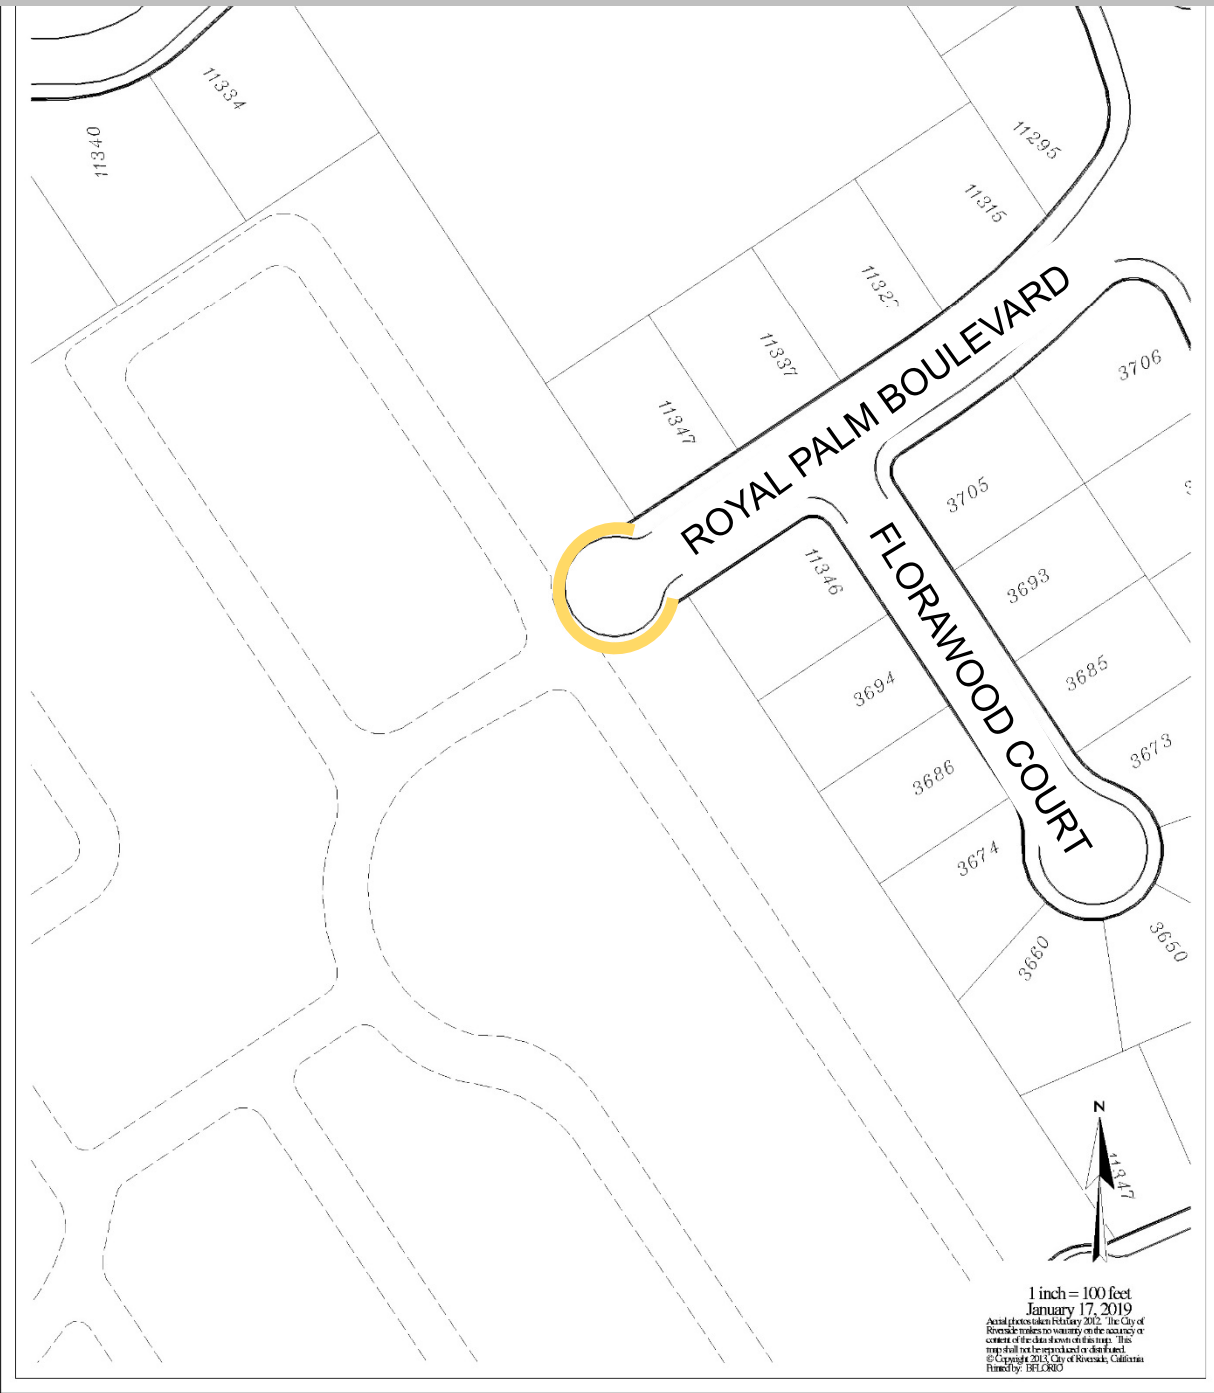 11334
11340
11295
11315
1132
11337
11347
ROYAL PALM BOULEVARD
3706
3705
FLORAWOOD COURT
11346
3693
3694
3685
3686
3673
3674
3660
3650
N
11347
1 inch = 100 feet
January 17, 2019
Aerial photos taken February 2012. The City of
Riverside makes no warranty on the accuracy or
content of the data shown on this map. This
map shall not be reproduced or distributed.
© Copyright 2013, City of Riverside, California
Printed by: BFLORIO